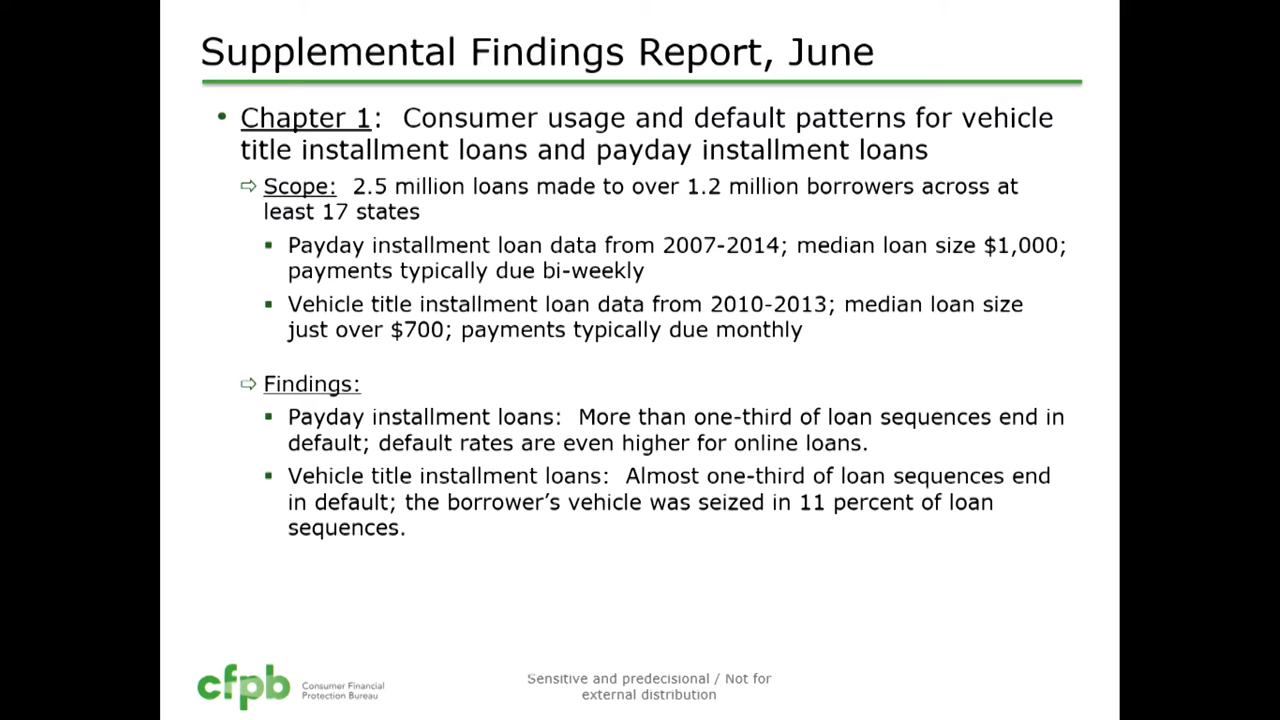 Supplemental Findings Report, June
• Chapter 1:  Consumer usage and default patterns for vehicle
title installment loans and payday installment loans
⇨ Scope:  2.5 million loans made to over 1.2 million borrowers across at
least 17 states
▪ Payday installment loan data from 2007-2014; median loan size $1,000;
payments typically due bi-weekly
▪ Vehicle title installment loan data from 2010-2013; median loan size
just over $700; payments typically due monthly
⇨ Findings:
▪ Payday installment loans:  More than one-third of loan sequences end in
default; default rates are even higher for online loans.
▪ Vehicle title installment loans:  Almost one-third of loan sequences end
in default; the borrower’s vehicle was seized in 11 percent of loan
sequences.
cfpb
Consumer Financial
Protection Bureau
Sensitive and predecisional / Not for
external distribution